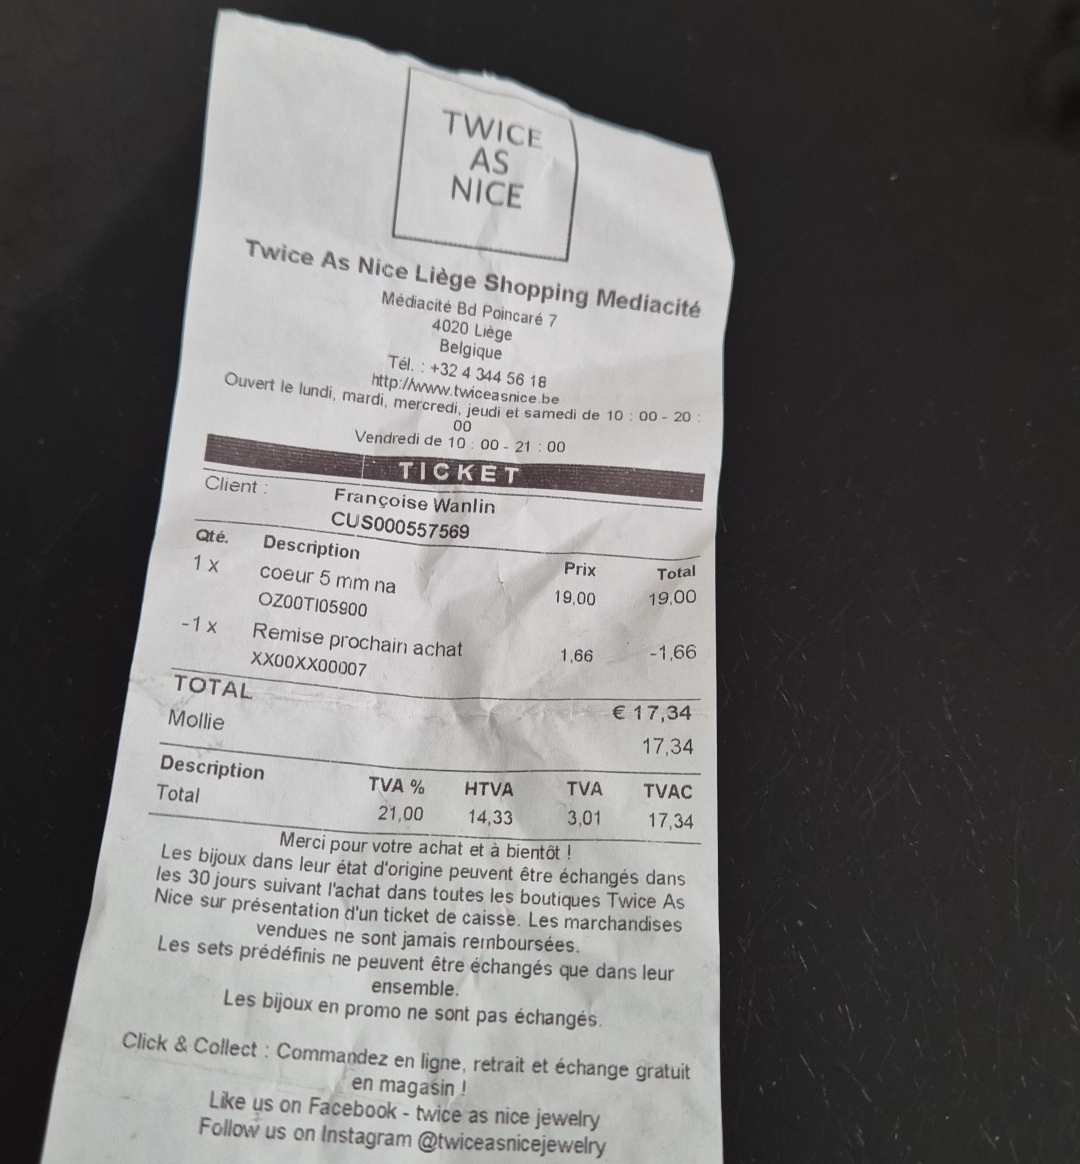 TWICE
AS
NICE
Twice As Nice Liège Shopping Mediacité
Médiacité Bd Poincaré 7
4020 Liège
Belgique
Tél. : +32 4 344 56 18
http://www.twiceasnice.be
Ouvert le lundi, mardi, mercredi, jeudi et samedi de 10 : 00 - 20 :
00
Vendredi de 10 : 00 - 21 : 00
TICKET
Client : Françoise Wanlin
CUS000557569
Qté. Description Prix Total
1 x coeur 5 mm na 19,00 19,00
OZ00TI05900
-1 x Remise prochain achat 1,66 -1,66
XX00XX00007
TOTAL € 17,34
Mollie 17,34
Description TVA % HTVA TVA TVAC
Total 21,00 14,33 3,01 17,34
Merci pour votre achat et à bientôt !
Les bijoux dans leur état d'origine peuvent être échangés dans
les 30 jours suivant l'achat dans toutes les boutiques Twice As
Nice sur présentation d'un ticket de caisse. Les marchandises
vendues ne sont jamais remboursées.
Les sets prédéfinis ne peuvent être échangés que dans leur
ensemble.
Les bijoux en promo ne sont pas échangés.
Click & Collect : Commandez en ligne, retrait et échange gratuit
en magasin !
Like us on Facebook - twice as nice jewelry
Follow us on Instagram @twiceasnicejewelry